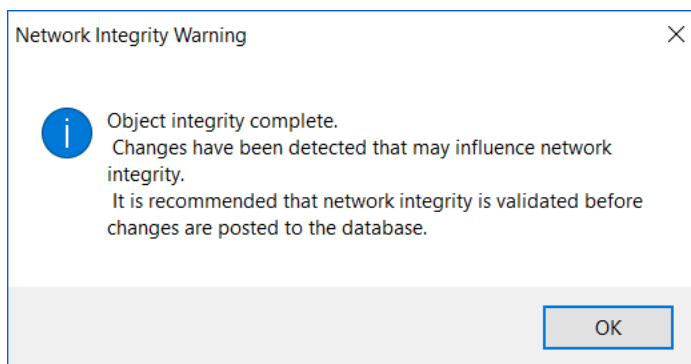 Network Integrity Warning
Object integrity complete.
Changes have been detected that may influence network
integrity.
It is recommended that network integrity is validated before
changes are posted to the database.
OK